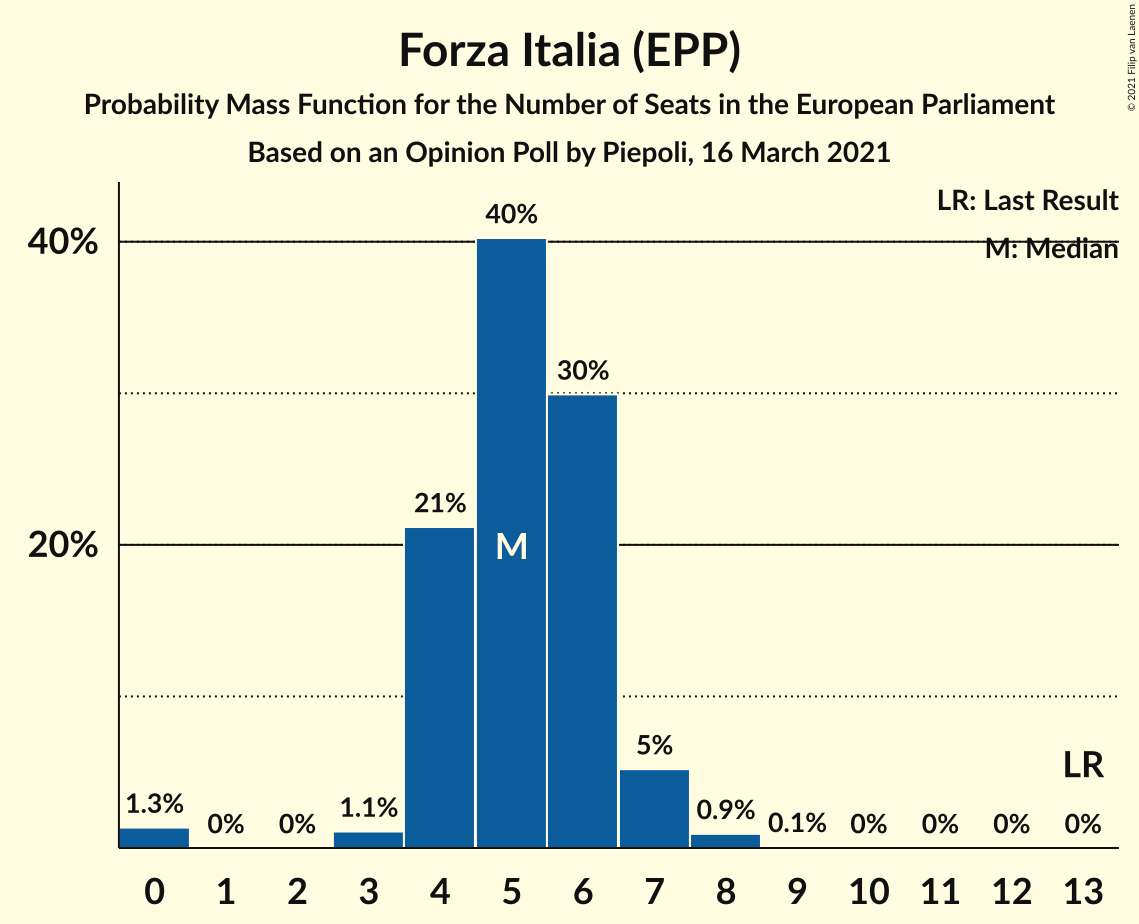 Forza Italia (EPP)
Probability Mass Function for the Number of Seats in the European Parliament
Based on an Opinion Poll by Piepoli, 16 March 2021
© 2021 Filip van Laenen
LR: Last Result
M: Median
40%
20%
1.3%
0%
0%
1.1%
21%
40%
30%
5%
0.9%
0.1%
0%
0%
0%
0%
M
LR
0 1 2 3 4 5 6 7 8 9 10 11 12 13